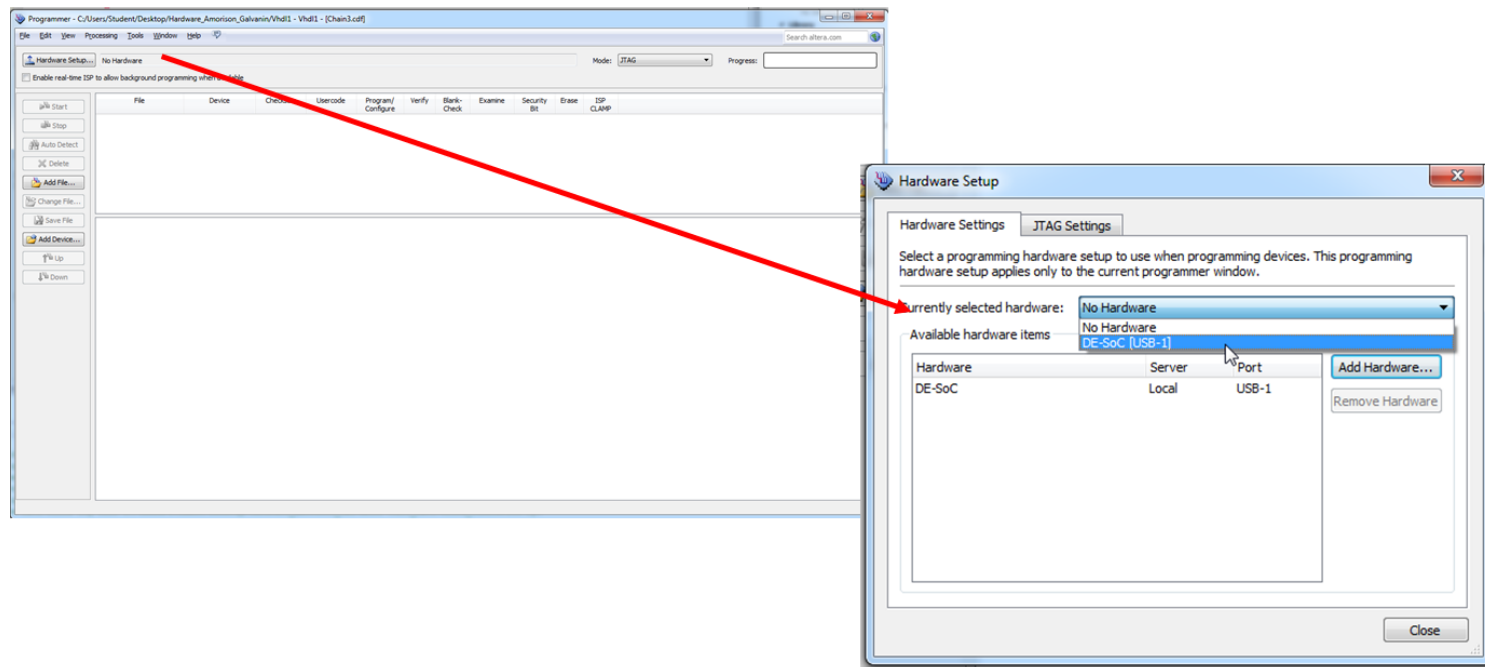 Programmer - C:/Users/Student/Desktop/Hardware_Amorison_Galvanin/Vhdl1 - Vhdl1 - [Chain3.cdf]
File Edit View Processing Tools Window Help
Search altera.com
Hardware Setup... No Hardware Mode: JTAG Progress:
Enable real-time ISP to allow background programming when available
File Device Usercode Program/ Configure Verify Blank- Check Examine Security Bit Erase ISP CLAMP
Start
Stop
Auto Detect
Delete
Add File...
Change File...
Save File
Add Device...
Up
Down
Hardware Setup
Hardware Settings JTAG Settings
Select a programming hardware setup to use when programming devices. This programming
hardware setup applies only to the current programmer window.
Currently selected hardware: No Hardware
No Hardware
DE-SoC [USB-1]
Available hardware items
Hardware Server Port
DE-SoC Local USB-1
Add Hardware...
Remove Hardware
Close